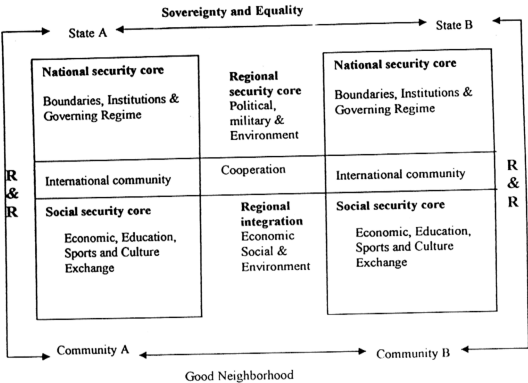 Sovereignty and Equality
State A
State B
National security core
Boundaries, Institutions &
Governing Regime
Regional
security core
Political,
military &
Environment
National security core
Boundaries, Institutions &
Governing Regime
R
&
R
International community
Cooperation
International community
R
&
R
Social security core
Economic, Education,
Sports and Culture
Exchange
Regional
integration
Economic
Social &
Environment
Social security core
Economic, Education,
Sports and Culture
Exchange
Community A
Community B
Good Neighborhood